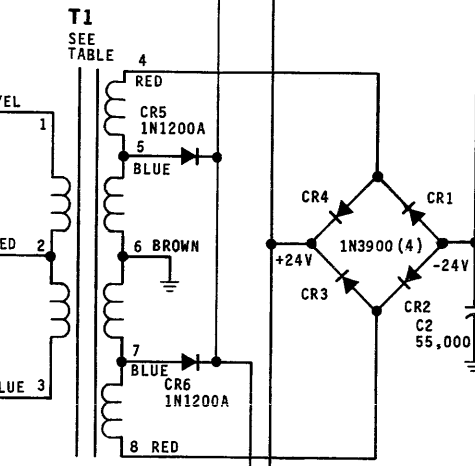 T1
SEE
TABLE
4
RED
YEL
1
CR5
1N1200A
5
BLUE
CR4
CR1
ED 2
6 BROWN
1N3900(4)
+24V
-24V
CR3
CR2
C2
55,000
7
BLUE
CR6
1N1200A
LUE 3
8 RED